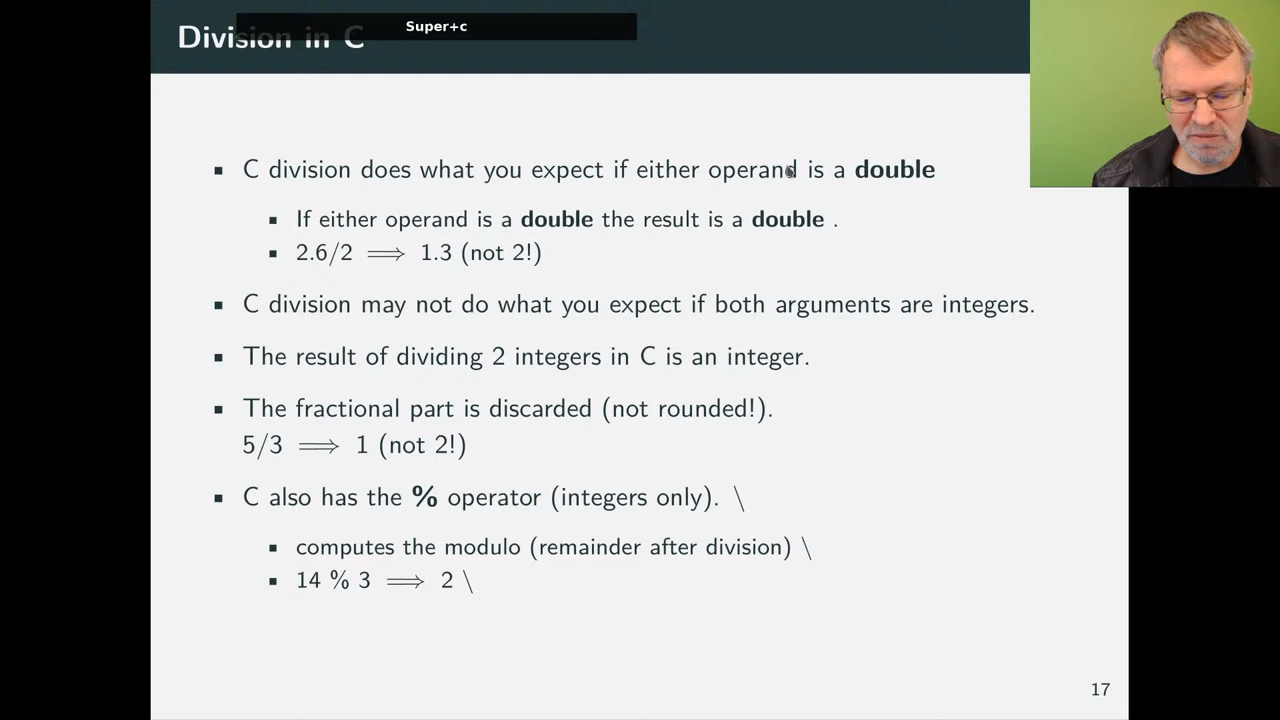 Super+c
Division in C
▪ C division does what you expect if either operand is a double
▪ If either operand is a double the result is a double .
▪ 2.6/2 ⟹ 1.3 (not 2!)
▪ C division may not do what you expect if both arguments are integers.
▪ The result of dividing 2 integers in C is an integer.
▪ The fractional part is discarded (not rounded!).
5/3 ⟹ 1 (not 2!)
▪ C also has the % operator (integers only). \
▪ computes the modulo (remainder after division) \
▪ 14 % 3 ⟹ 2 \
17